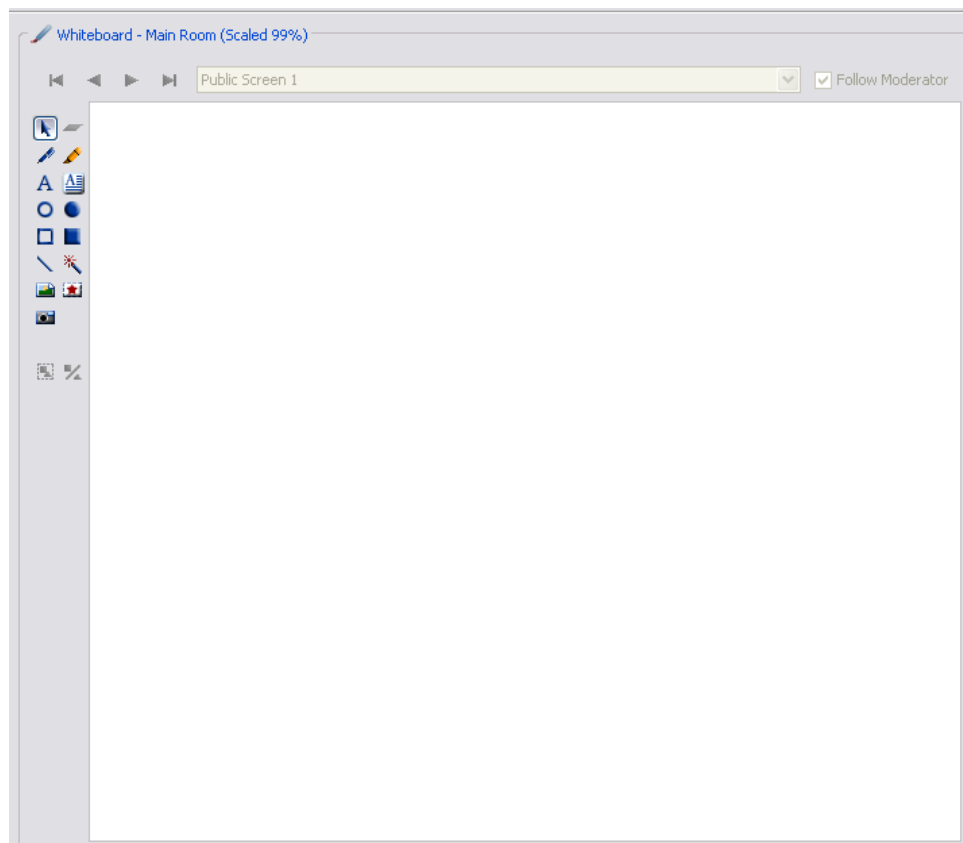 Whiteboard - Main Room (Scaled 99%)
Public Screen 1
Follow Moderator
A
A